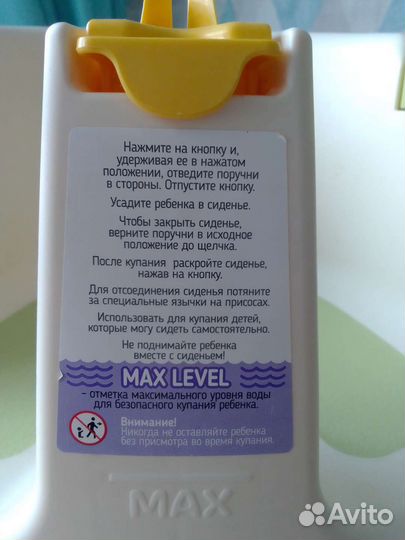 Нажмите на кнопку и,
удерживая ее в нажатом
положении, отведите поручни
в стороны. Отпустите кнопку.
Усадите ребенка в сиденье.
Чтобы закрыть сиденье,
верните поручни в исходное
положение до щелчка.
После купания раскройте сиденье,
нажав на кнопку.
Для отсоединения сиденья потяните
за специальные язычки на присосах.
Использовать для купания детей,
которые могу сидеть самостоятельно.
Не поднимайте ребенка
вместе с сиденьем!
MAX LEVEL
- отметка максимального уровня воды
для безопасного купания ребенка.
Внимание!
Никогда не оставляйте ребенка
без присмотра во время купания.
MAX
Avito